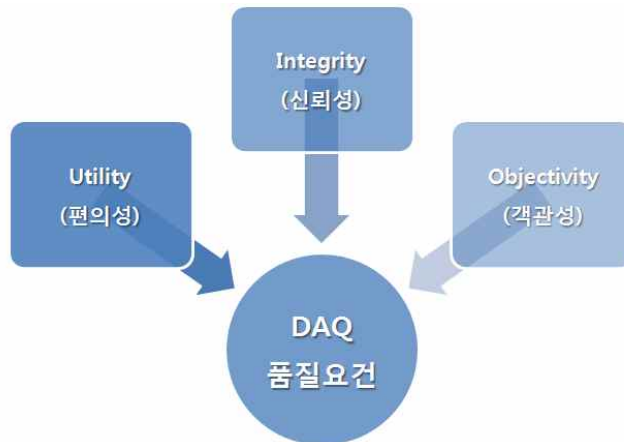 Integrity
(신뢰성)
Utility
(편의성)
Objectivity
(객관성)
DAQ
품질요건